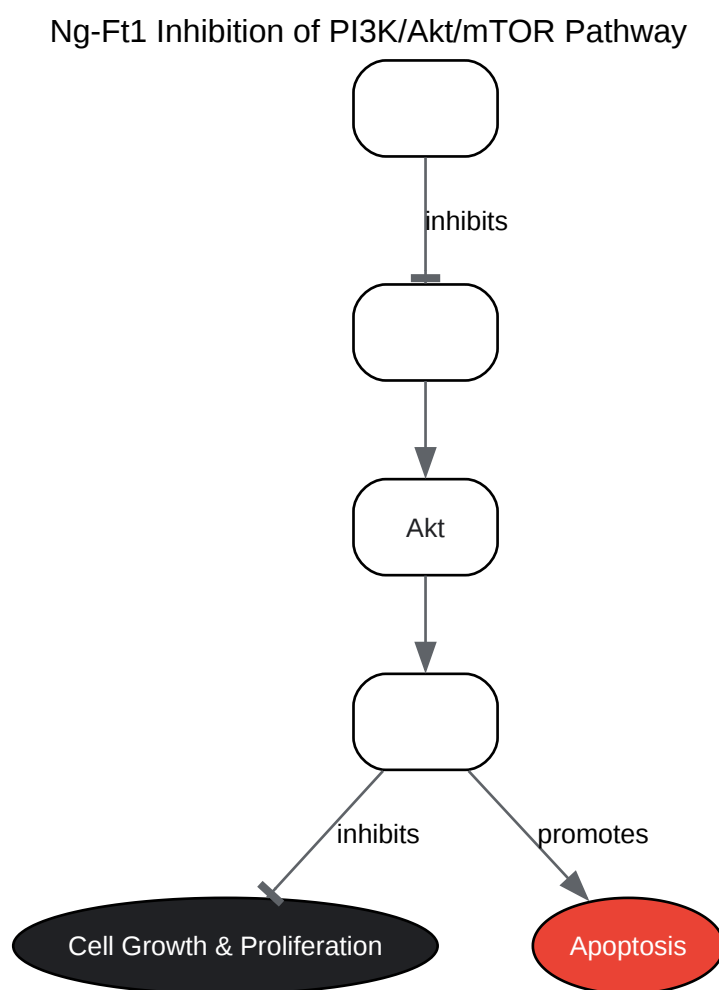 Ng-Ft1 Inhibition of PI3K/Akt/mTOR Pathway
inhibits
Akt
inhibits
promotes
Cell Growth & Proliferation
Apoptosis